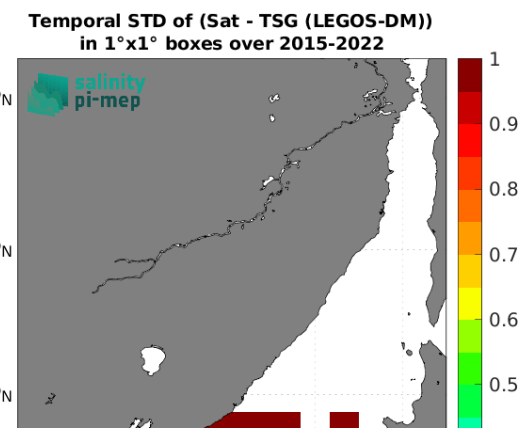 Temporal STD of (Sat - TSG (LEGOS-DM))
in 1°x1° boxes over 2015-2022
salinity
pi-mep
1
0.9
0.8
0.7
0.6
0.5
N
N
N